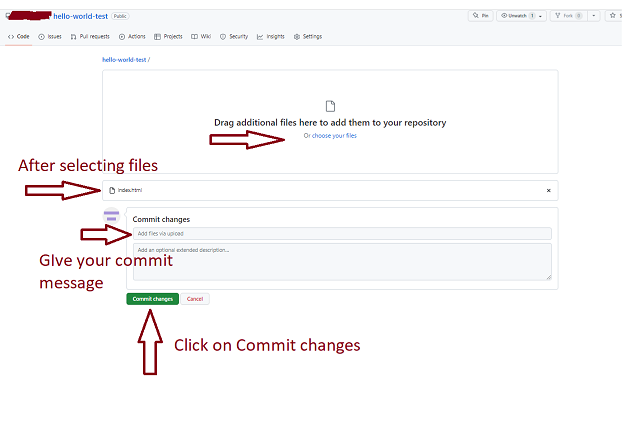 hello-world-test Public
Pin Unwatch 1 Fork 0
Code Issues Pull requests Actions Projects Wiki Security Insights Settings
hello-world-test /
Drag additional files here to add them to your repository
Or choose your files
After selecting files
index.html
Commit changes
Add files via upload
Add an optional extended description...
GIve your commit
message
Commit changes Cancel
Click on Commit changes